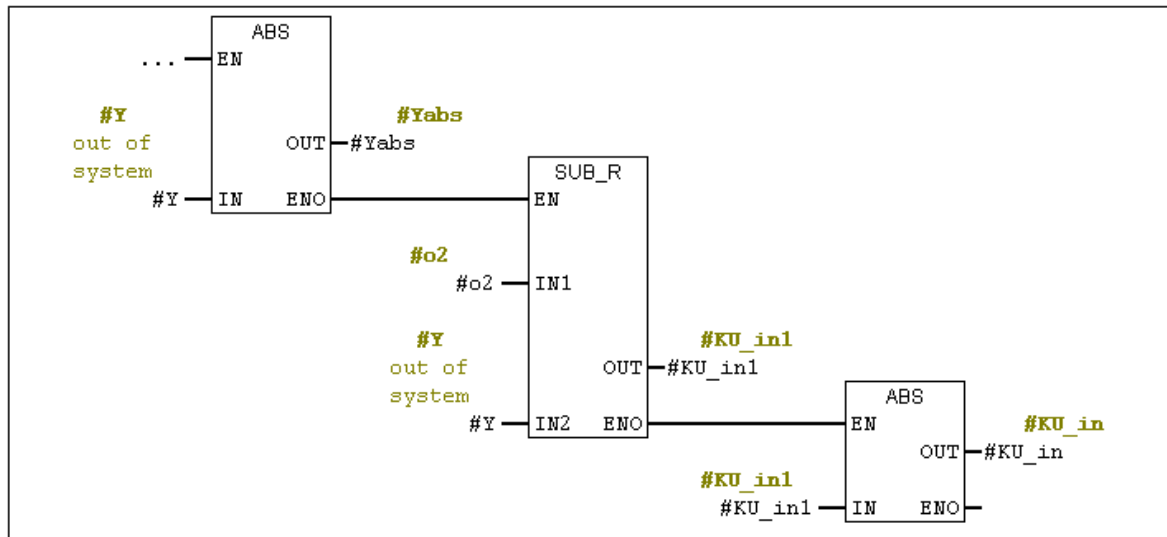 ABS
... EN
#Y
out of
system
#Yabs
OUT #Yabs
#Y IN ENO
SUB_R
EN
#o2
#o2 IN1
#Y
out of
system
#KU_in1
OUT #KU_in1
#Y IN2 ENO
ABS
EN
#KU_in
OUT #KU_in
#KU_in1
#KU_in1 IN ENO